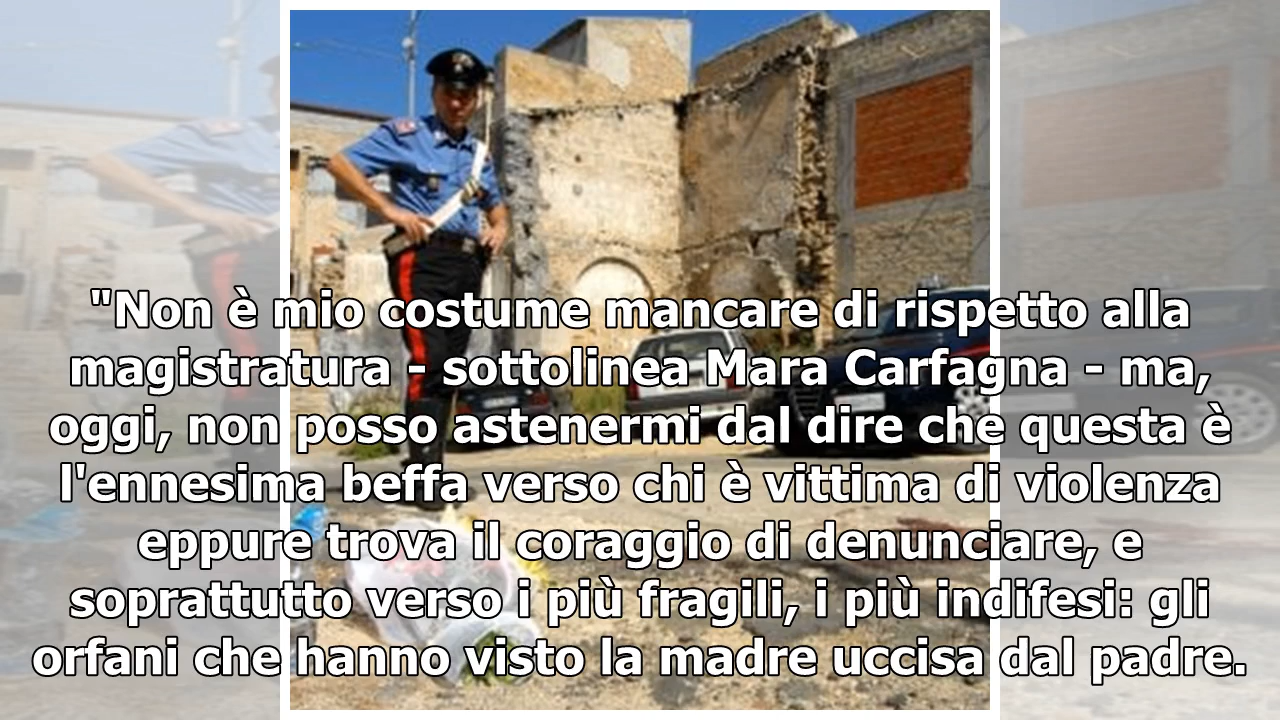 "Non è mio costume mancare di rispetto alla
magistratura - sottolinea Mara Carfagna - ma,
oggi, non posso astenermi dal dire che questa è
l'ennesima beffa verso chi è vittima di violenza
eppure trova il coraggio di denunciare, e
soprattutto verso i più fragili, i più indifesi: gli
orfani che hanno visto la madre uccisa dal padre.